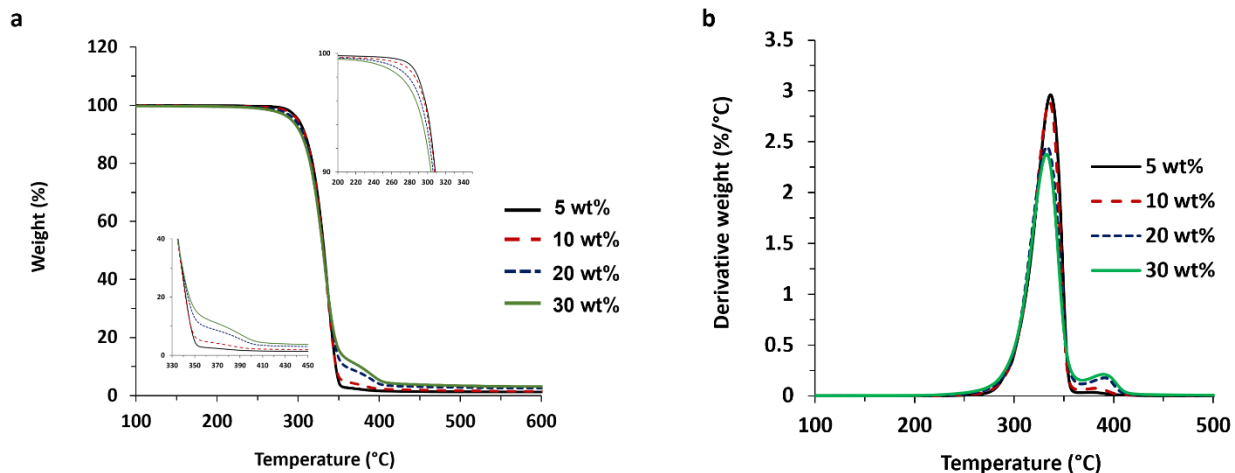 a
120
100
80
60
40
20
0
100 200 300 400 500 600
Weight (%)
Temperature (°C)
100
90
200 220 240 260 280 300 320 340
40
20
0
330 350 370 390 410 430 450
5 wt%
10 wt%
20 wt%
30 wt%
b
3.5
3
2.5
2
1.5
1
0.5
0
100 200 300 400 500
Derivative weight (%/°C)
Temperature (°C)
5 wt%
10 wt%
20 wt%
30 wt%